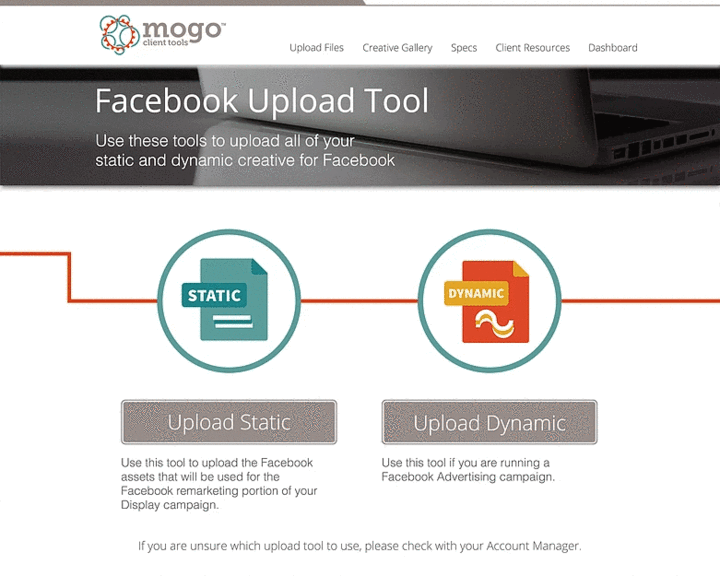 mogo™
client tools
Upload Files Creative Gallery Specs Client Resources Dashboard
Facebook Upload Tool
Use these tools to upload all of your
static and dynamic creative for Facebook
STATIC
DYNAMIC
Upload Static
Upload Dynamic
Use this tool to upload the Facebook
assets that will be used for the
Facebook remarketing portion of your
Display campaign.
Use this tool if you are running a
Facebook Advertising campaign.
If you are unsure which upload tool to use, please check with your Account Manager.